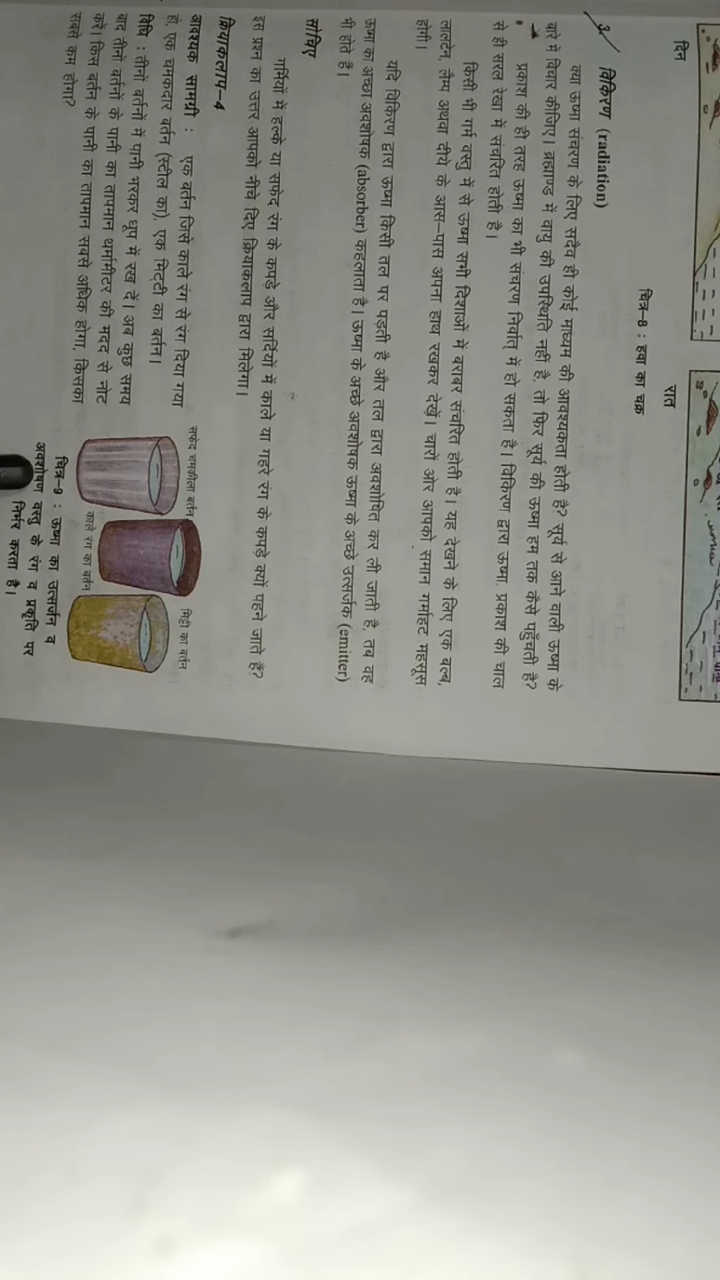 दिन
रात
चित्र-8 : हवा का चक्र
3. विकिरण (radiation)
क्या ऊष्मा संचरण के लिए सदैव ही कोई माध्यम की आवश्यकता होती है? सूर्य से आने वाली ऊष्मा के
बारे में विचार कीजिए। ब्रह्माण्ड में वायु की उपस्थिति नहीं है, तो फिर सूर्य की ऊष्मा हम तक कैसे पहुँचती है?
प्रकाश की ही तरह ऊष्मा का भी संचरण निर्वात् में हो सकता है। विकिरण द्वारा ऊष्मा, प्रकाश की चाल
से ही सरल रेखा में संचरित होती है।
किसी भी गर्म वस्तु में से ऊष्मा सभी दिशाओं में बराबर संचरित होती है। यह देखने के लिए एक बल्ब,
लालटेन, लैम्प अथवा दीये के आस-पास अपना हाथ रखकर देखें। चारों ओर आपको समान गर्माहट महसूस
होगी।
यदि विकिरण द्वारा ऊष्मा किसी तल पर पड़ती है और तल द्वारा अवशोषित कर ली जाती है, तब वह
ऊष्मा का अच्छा अवशोषक (absorber) कहलाता है। ऊष्मा के अच्छे अवशोषक ऊष्मा के अच्छे उत्सर्जक (emitter)
भी होते हैं।
सोचिए
गर्मियों में हल्के या सफेद रंग के कपड़े और सर्दियों में काले या गहरे रंग के कपड़े क्यों पहने जाते हैं?
इस प्रश्न का उत्तर आपको नीचे दिए क्रियाकलाप द्वारा मिलेगा।
क्रियाकलाप-4
आवश्यक सामग्री : एक बर्तन जिसे काले रंग से रंग दिया गया
हो, एक चमकदार बर्तन (स्टील का), एक मिट्टी का बर्तन।
विधि : तीनों बर्तनों में पानी भरकर धूप में रख दें। अब कुछ समय
बाद तीनों बर्तनों के पानी का तापमान थर्मामीटर की मदद से नोट
करें। किस बर्तन के पानी का तापमान सबसे अधिक होगा, किसका
सबसे कम होगा?
सफेद चमकीला बर्तन
मिट्टी का बर्तन
काले रंग का बर्तन
चित्र-9 : ऊष्मा का उत्सर्जन व
अवशोषण वस्तु के रंग व प्रकृति पर
निर्भर करता है।